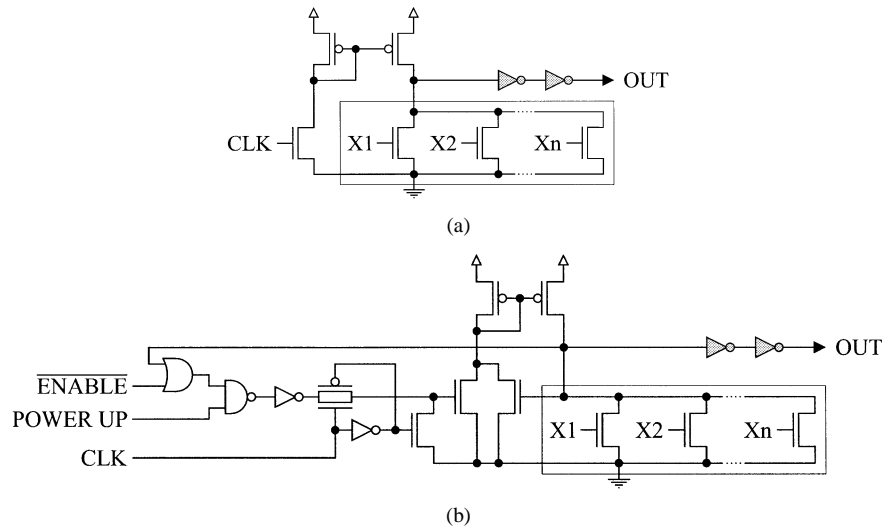 OUT
CLK X1 X2 Xn
(a)
OUT
ENABLE
POWER UP
X1 X2 Xn
CLK
(b)